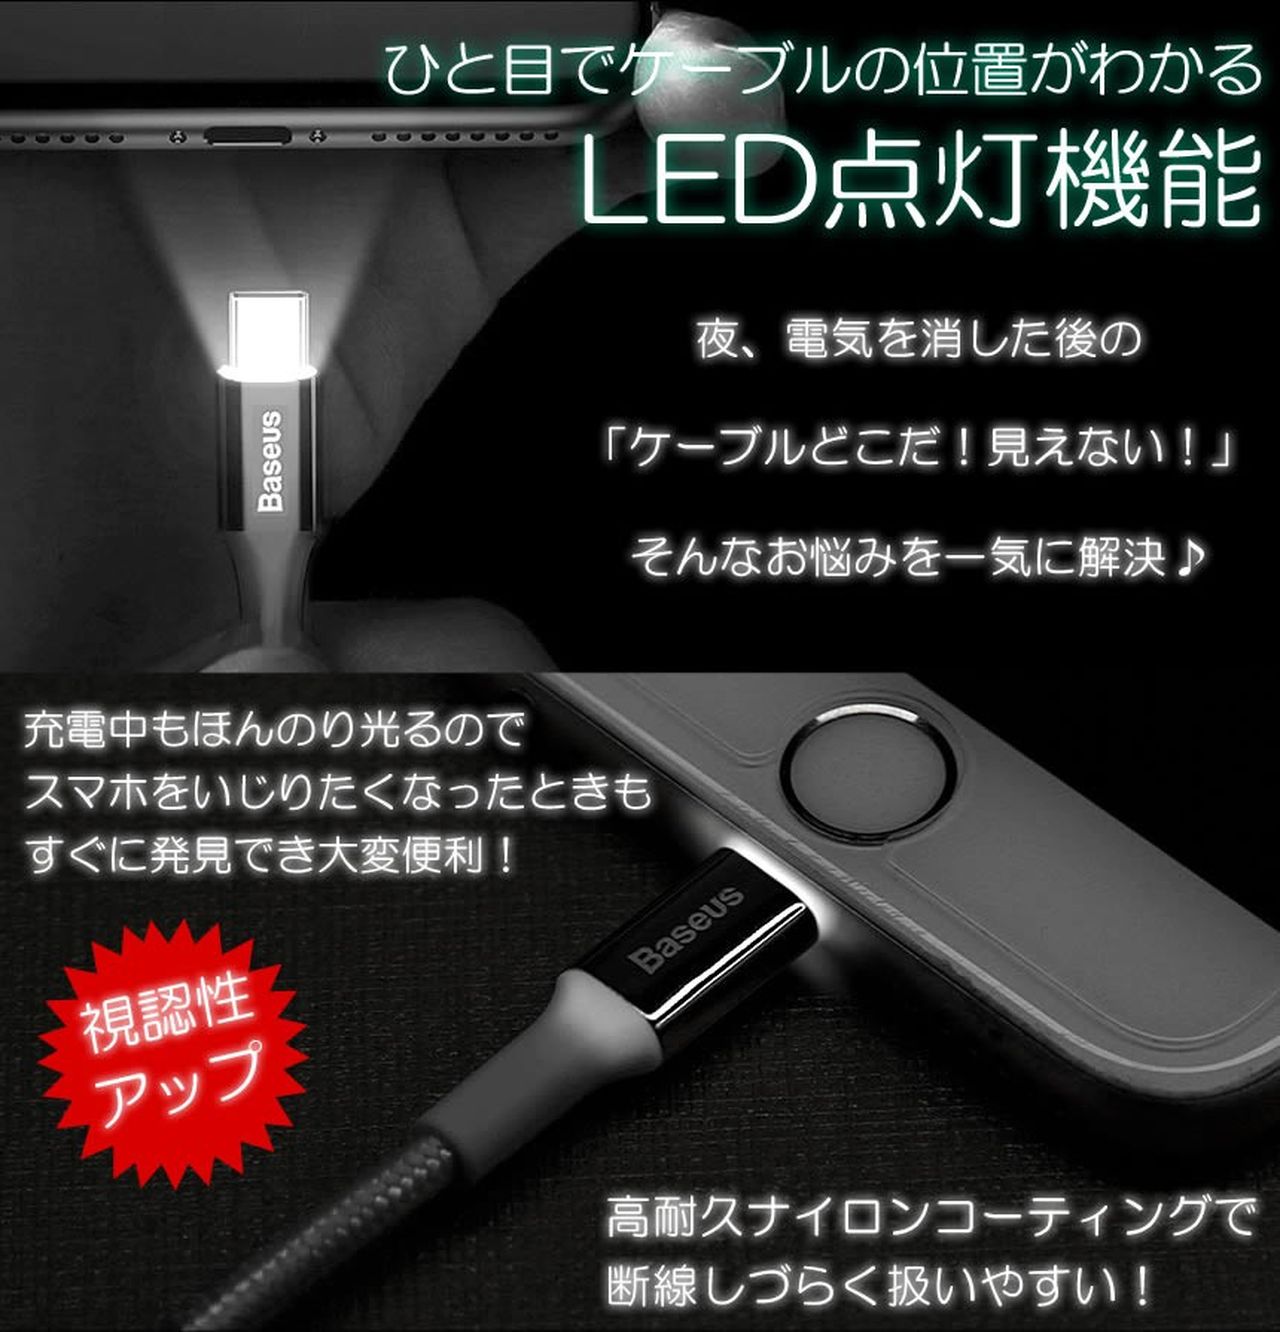 ひと目でケーブルの位置がわかる
LED点灯機能
夜、電気を消した後の
「ケーブルどこだ！見えない！」
そんなお悩みを一気に解決♪
Baseus
充電中もほんのり光るので
スマホをいじりたくなったときも
すぐに発見でき大変便利！
Baseus
視認性
アップ
高耐久ナイロンコーティングで
断線しづらく扱いやすい！